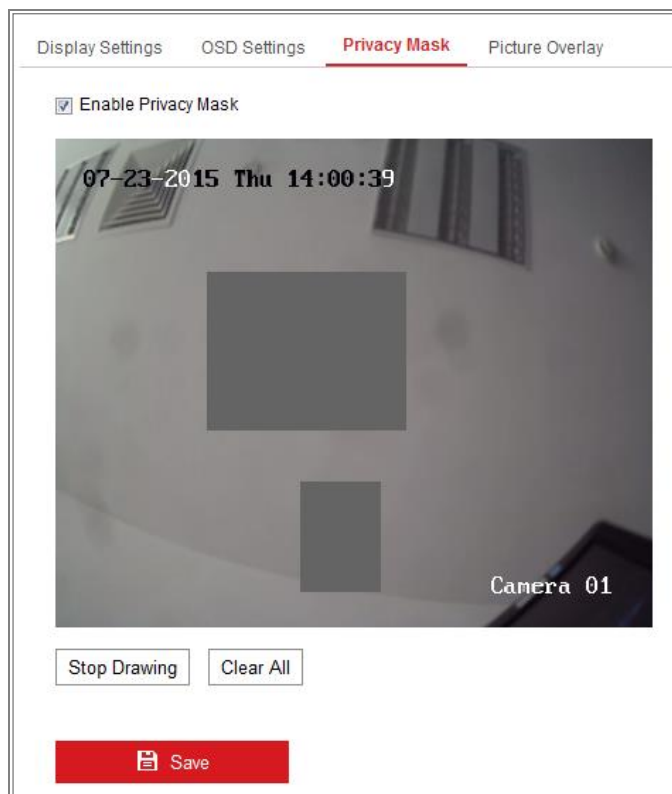 Display Settings OSD Settings Privacy Mask Picture Overlay
Enable Privacy Mask
07-23-2015 Thu 14:00:39
Camera 01
Stop Drawing Clear All
Save